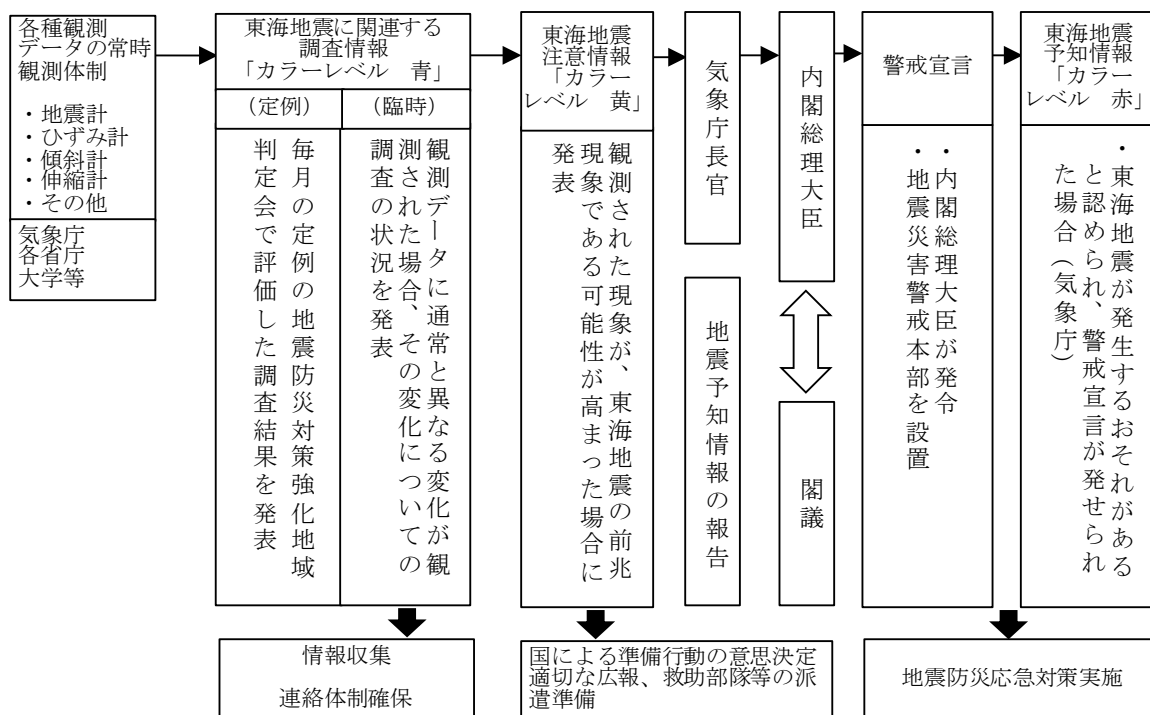 各種観測
データの常時
観測体制
・地震計
・ひずみ計
・傾斜計
・伸縮計
・その他
気象庁
各省庁
大学等
東海地震に関連する
調査情報
「カラーレベル　青」
（定例）
毎月の定例の地震防災対策強化地域
判定会で評価した調査結果を発表
（臨時）
観測データに通常と異なる変化が観
測された場合、その変化についての
調査の状況を発表
情報収集
連絡体制確保
東海地震
注意情報
「カラー
レベル　黄」
観測された現象が、東海地震の前兆
現象である可能性が高まった場合に
発表
国による準備行動の意思決定
適切な広報、救助部隊等の派
遣準備
気象庁長官
地震予知情報の報告
内閣総理大臣
閣議
警戒宣言
・内閣総理大臣が発令
・地震災害警戒本部を設置
東海地震
予知情報
「カラー
レベル　赤」
・東海地震が発生するおそれがある
と認められ、警戒宣言が発せられ
た場合（気象庁）
地震防災応急対策実施